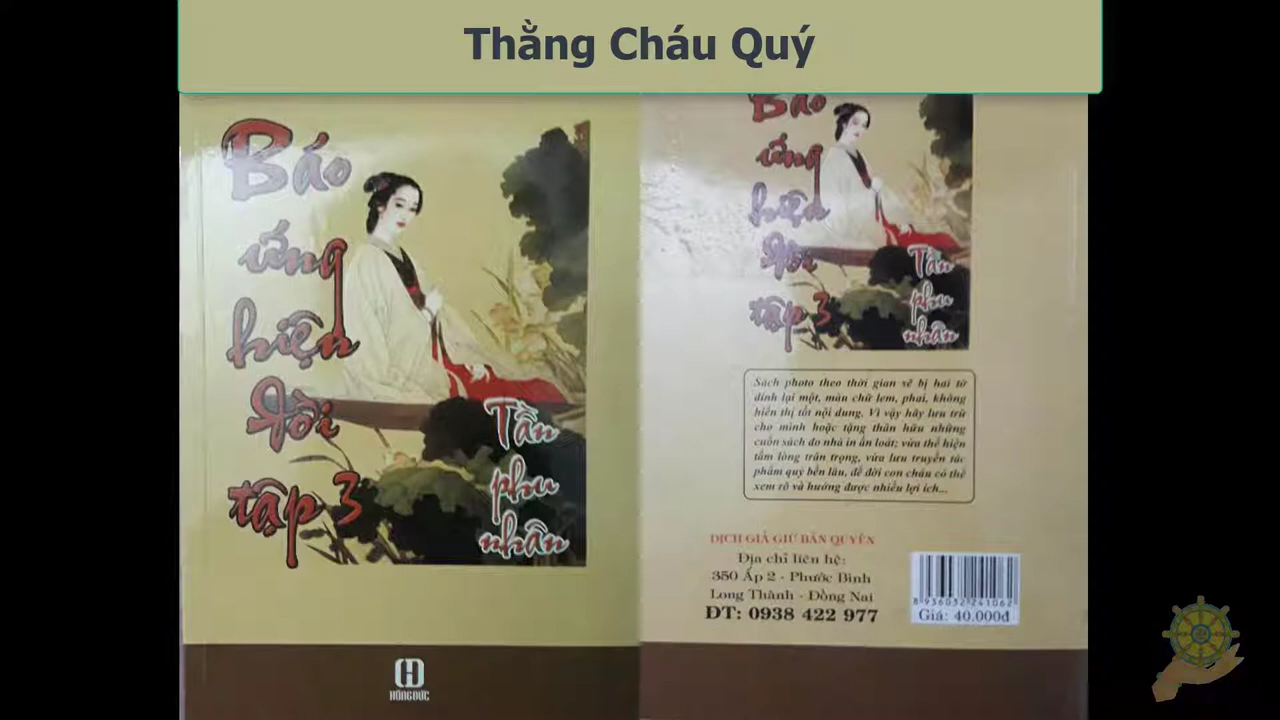 Thằng Cháu Quý
Báo
ứng
hiện
đời
tập 3
Tần
phu
nhân
HỒNG ĐỨC
Báo
ứng
hiện
đời
tập 3
Tần
phu
nhân
Sách photo theo thời gian sẽ bị hai tờ
dính lại một, màu chữ lem, phai, không
hiển thị tốt nội dung. Vì vậy hãy lưu trữ
cho mình hoặc tặng thân hữu những
cuốn sách do nhà in ấn loát; vừa thể hiện
tấm lòng trân trọng, vừa lưu truyền tác
phẩm quý bền lâu, để đời con cháu có thể
xem rõ và hưởng được nhiều lợi ích...
DỊCH GIẢ GIỮ BẢN QUYỀN
Địa chỉ liên hệ:
350 Ấp 2 - Phước Bình
Long Thành - Đồng Nai
ĐT: 0938 422 977
8 936032 241062
Giá: 40.000đ